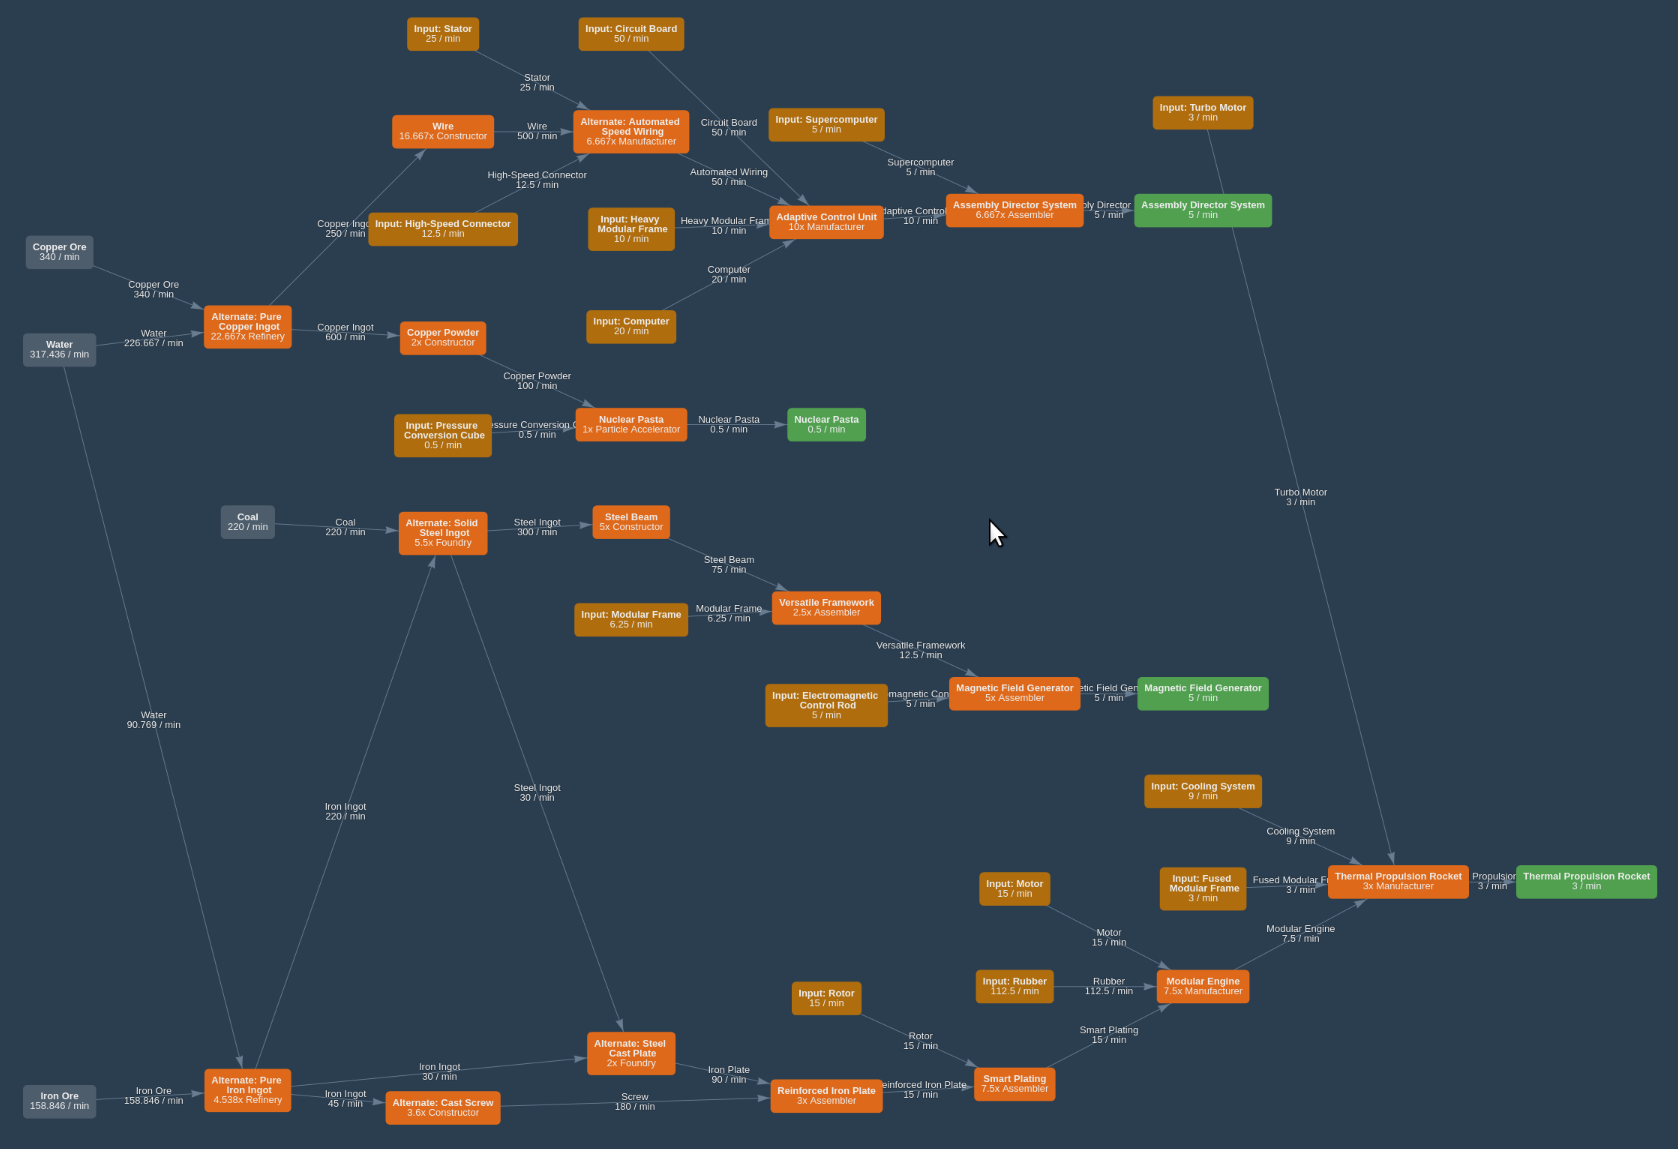 Input: Stator
25 / min
Input: Circuit Board
50 / min
Stator
25 / min
Input: Turbo Motor
3 / min
Wire
16.667x Constructor
Wire
500 / min
Alternate: Automated
Speed Wiring
6.667x Manufacturer
Circuit Board
50 / min
Input: Supercomputer
5 / min
High-Speed Connector
12.5 / min
Automated Wiring
50 / min
Supercomputer
5 / min
Copper Ingo
250 / min
Input: High-Speed Connector
12.5 / min
Input: Heavy
Modular Frame
10 / min
Heavy Modular Fram
10 / min
Adaptive Control Unit
10x Manufacturer
daptive Control
10 / min
Assembly Director System
6.667x Assembler
bly Director
5 / min
Assembly Director System
5 / min
Copper Ore
340 / min
Copper Ore
340 / min
Computer
20 / min
Water
317.436 / min
Water
226.667 / min
Alternate: Pure
Copper Ingot
22.667x Refinery
Copper Ingot
600 / min
Copper Powder
2x Constructor
Input: Computer
20 / min
Copper Powder
100 / min
Input: Pressure
Conversion Cube
0.5 / min
essure Conversion C
0.5 / min
Nuclear Pasta
1x Particle Accelerator
Nuclear Pasta
0.5 / min
Nuclear Pasta
0.5 / min
Turbo Motor
3 / min
Coal
220 / min
Coal
220 / min
Alternate: Solid
Steel Ingot
5.5x Foundry
Steel Ingot
300 / min
Steel Beam
5x Constructor
Steel Beam
75 / min
Input: Modular Frame
6.25 / min
Modular Frame
6.25 / min
Versatile Framework
2.5x Assembler
Versatile Framework
12.5 / min
Input: Electromagnetic
Control Rod
5 / min
omagnetic Con
5 / min
Magnetic Field Generator
5x Assembler
etic Field Gen
5 / min
Magnetic Field Generator
5 / min
Water
90.769 / min
Steel Ingot
30 / min
Iron Ingot
220 / min
Input: Cooling System
9 / min
Cooling System
9 / min
Input: Motor
15 / min
Input: Fused
Modular Frame
3 / min
Fused Modular Fr
3 / min
Thermal Propulsion Rocket
3x Manufacturer
Propulsion
3 / min
Thermal Propulsion Rocket
3 / min
Motor
15 / min
Modular Engine
7.5 / min
Input: Rubber
112.5 / min
Rubber
112.5 / min
Modular Engine
7.5x Manufacturer
Input: Rotor
15 / min
Rotor
15 / min
Smart Plating
15 / min
Alternate: Steel
Cast Plate
2x Foundry
Iron Ore
158.846 / min
Iron Ore
158.846 / min
Alternate: Pure
Iron Ingot
4.538x Refinery
Iron Ingot
30 / min
Iron Ingot
45 / min
Alternate: Cast Screw
3.6x Constructor
Screw
180 / min
Iron Plate
90 / min
Reinforced Iron Plate
3x Assembler
einforced Iron Plate
15 / min
Smart Plating
7.5x Assembler